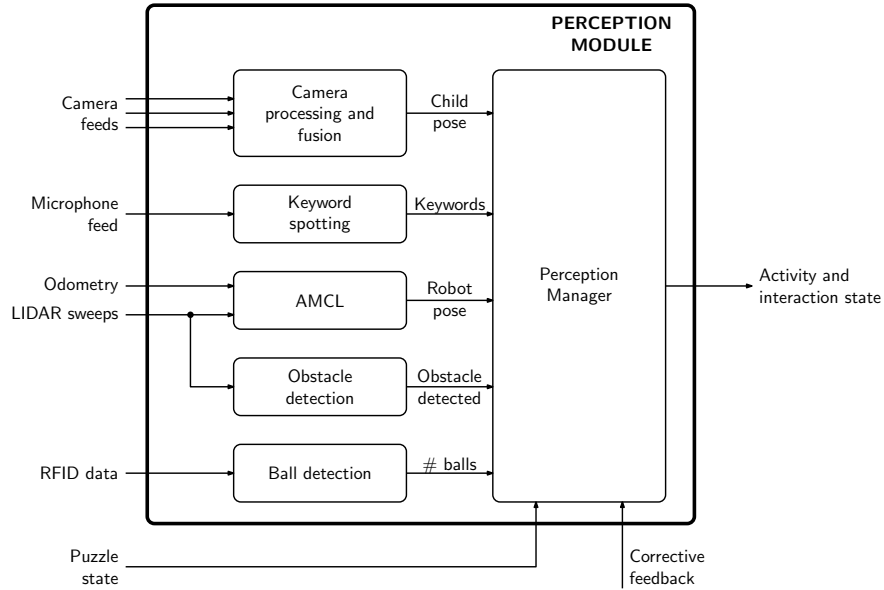 PERCEPTION
MODULE
Camera
feeds
Camera
processing and
fusion
Child
pose
Microphone
feed
Keyword
spotting
Keywords
Odometry
LIDAR sweeps
AMCL
Robot
pose
Perception
Manager
Activity and
interaction state
Obstacle
detection
Obstacle
detected
RFID data
Ball detection
# balls
Puzzle
state
Corrective
feedback